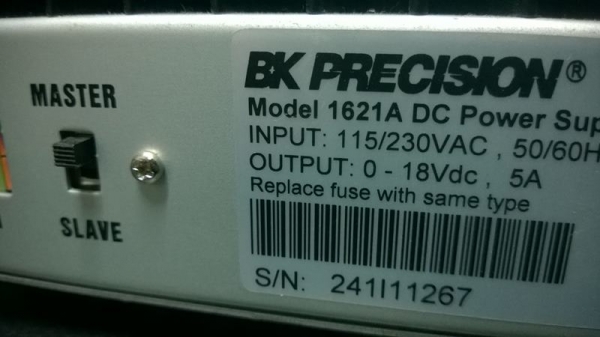 MASTER
SLAVE
BK PRECISION®
Model 1621A DC Power Sup
INPUT: 115/230VAC , 50/60H
OUTPUT: 0 - 18Vdc , 5A
Replace fuse with same type
S/N: 241I11267